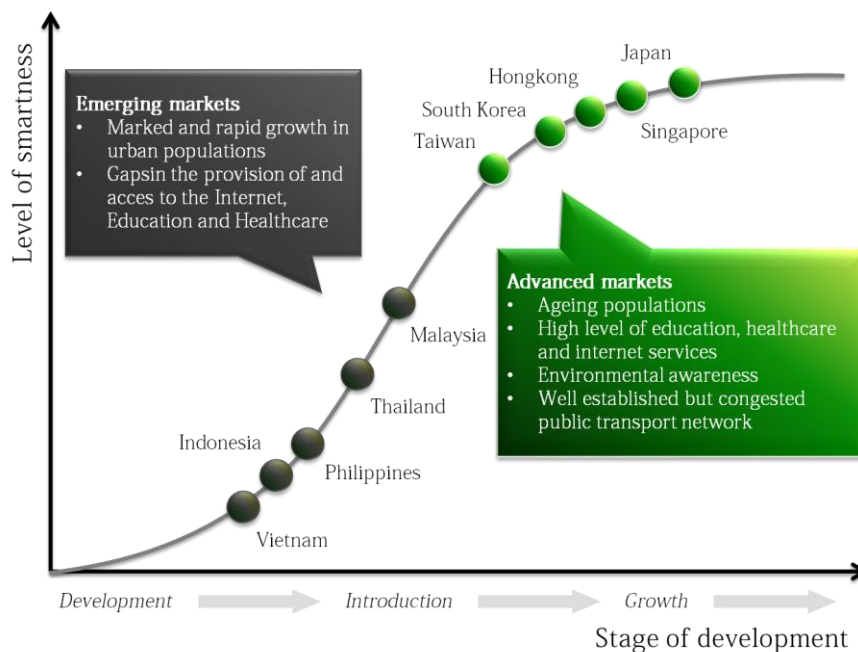 Level of smartness
Emerging markets
• Marked and rapid growth in
urban populations
• Gapsin the provision of and
acces to the Internet,
Education and Healthcare
Japan
Hongkong
South Korea
Taiwan
Singapore
Advanced markets
• Ageing populations
• High level of education, healthcare
and internet services
• Environmental awareness
• Well established but congested
public transport network
Malaysia
Thailand
Indonesia
Philippines
Vietnam
Development
Introduction
Growth
Stage of development